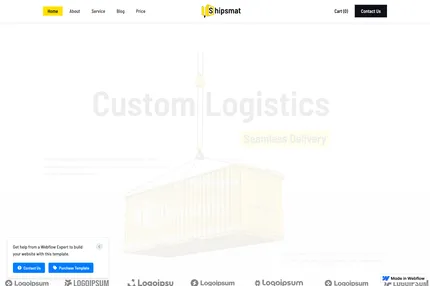 Home
About
Service
Blog
Price
Shipsmat
Cart (0)
Contact Us
Custom Logistics
Seamless Delivery
Get help from a Webflow Expert to build
your website with this template.
Contact Us
Purchase Template
Logoipsum
LOGOIPSUM
Logoipsu
Logoipsum
Logoipsum
Logoipsum
Made in Webflow